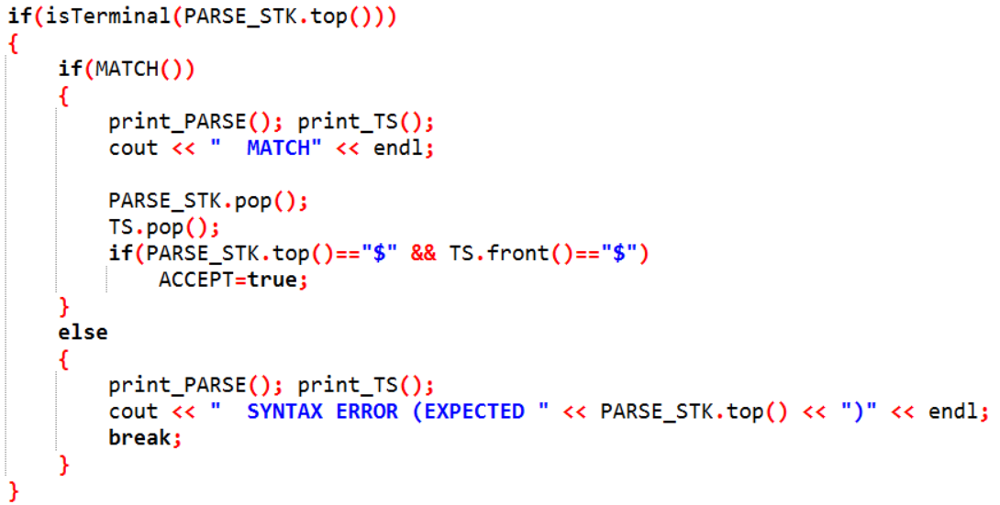 if(isTerminal(PARSE_STK.top()))
{
    if(MATCH())
    {
        print_PARSE(); print_TS();
        cout << "  MATCH" << endl;

        PARSE_STK.pop();
        TS.pop();
        if(PARSE_STK.top()=="$" && TS.front()=="$")
            ACCEPT=true;
    }
    else
    {
        print_PARSE(); print_TS();
        cout << "  SYNTAX ERROR (EXPECTED " << PARSE_STK.top() << ")" << endl;
        break;
    }
}